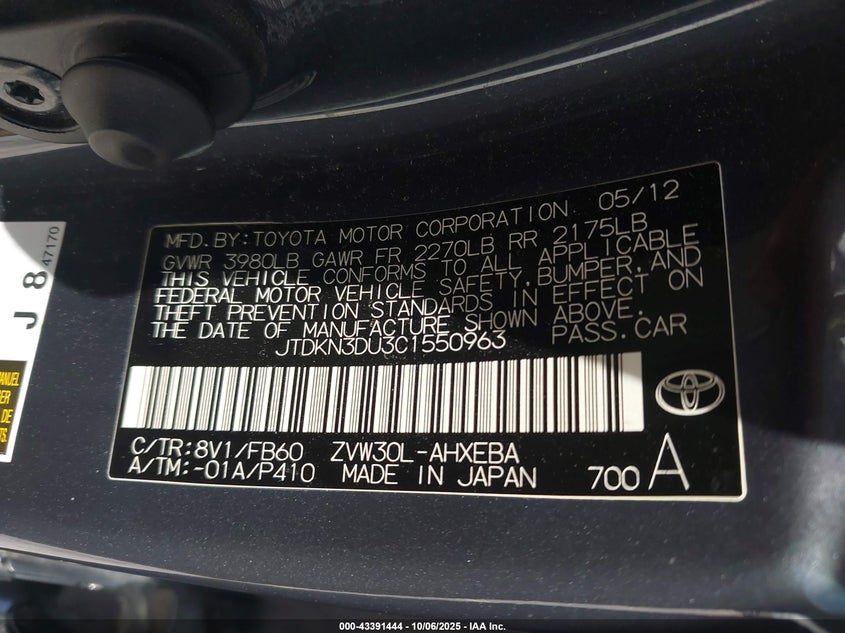 MFD. BY: TOYOTA MOTOR CORPORATION 05/12
GVWR 3980LB GAWR FR 2270LB RR 2175LB
THIS VEHICLE CONFORMS TO ALL APPLICABLE
FEDERAL MOTOR VEHICLE SAFETY, BUMPER, AND
THEFT PREVENTION STANDARDS IN EFFECT ON
THE DATE OF MANUFACTURE SHOWN ABOVE.
JTDKN3DU3C1550963 PASS. CAR
C/TR: 8V1/FB60 ZVW30L-AHXEBA
A/TM: -01A/P410 MADE IN JAPAN 700 A
J 8
47170
MANUEL
DE
000-43391444 | 10/06/2025 - IAA Inc.